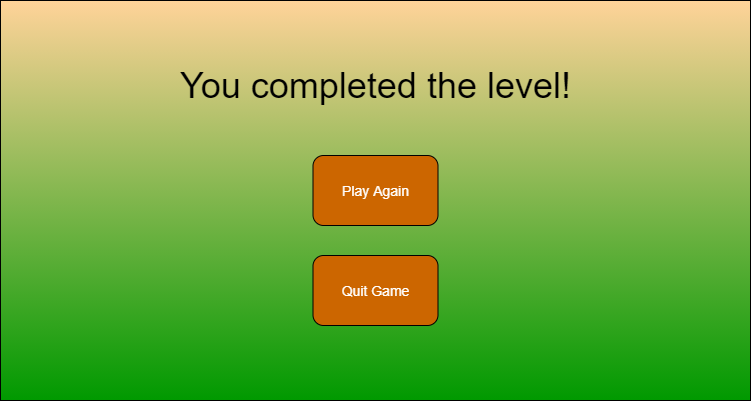 You completed the level!
Play Again
Quit Game